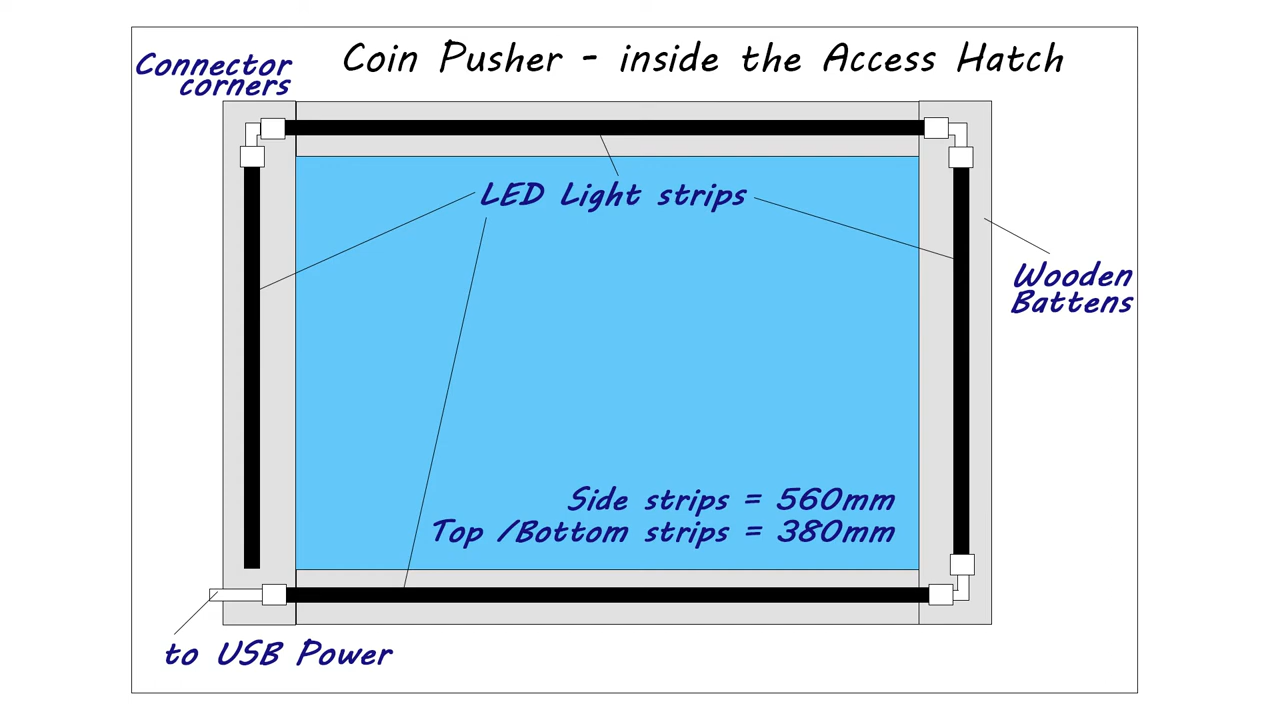 Coin Pusher - inside the Access Hatch
Connector
corners
LED Light strips
Wooden
Battens
Side strips = 560mm
Top /Bottom strips = 380mm
to USB Power